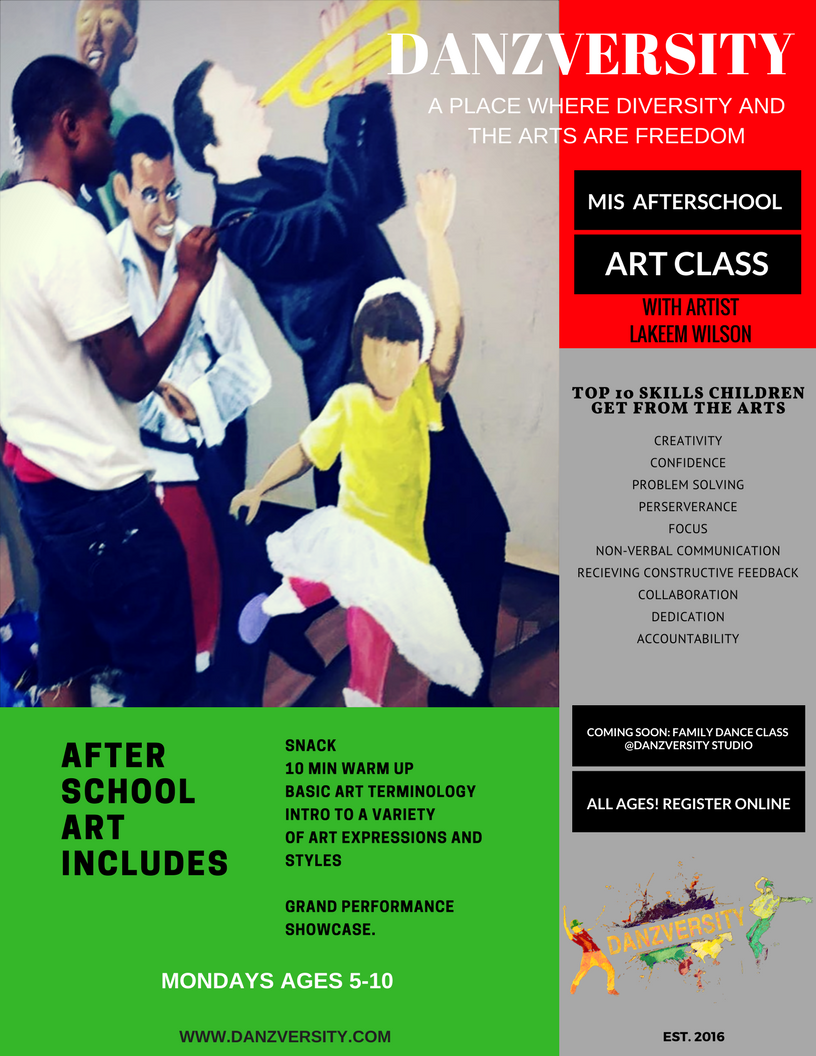 DANZVERSITY
A PLACE WHERE DIVERSITY AND
THE ARTS ARE FREEDOM
MIS AFTERSCHOOL
ART CLASS
WITH ARTIST
LAKEEM WILSON
TOP 10 SKILLS CHILDREN
GET FROM THE ARTS
CREATIVITY
CONFIDENCE
PROBLEM SOLVING
PERSERVERANCE
FOCUS
NON-VERBAL COMMUNICATION
RECIEVING CONSTRUCTIVE FEEDBACK
COLLABORATION
DEDICATION
ACCOUNTABILITY
COMING SOON: FAMILY DANCE CLASS
@DANZVERSITY STUDIO
ALL AGES! REGISTER ONLINE
DANZVERSITY
EST. 2016
AFTER
SCHOOL
ART
INCLUDES
SNACK
10 MIN WARM UP
BASIC ART TERMINOLOGY
INTRO TO A VARIETY
OF ART EXPRESSIONS AND
STYLES
GRAND PERFORMANCE
SHOWCASE.
MONDAYS AGES 5-10
WWW.DANZVERSITY.COM